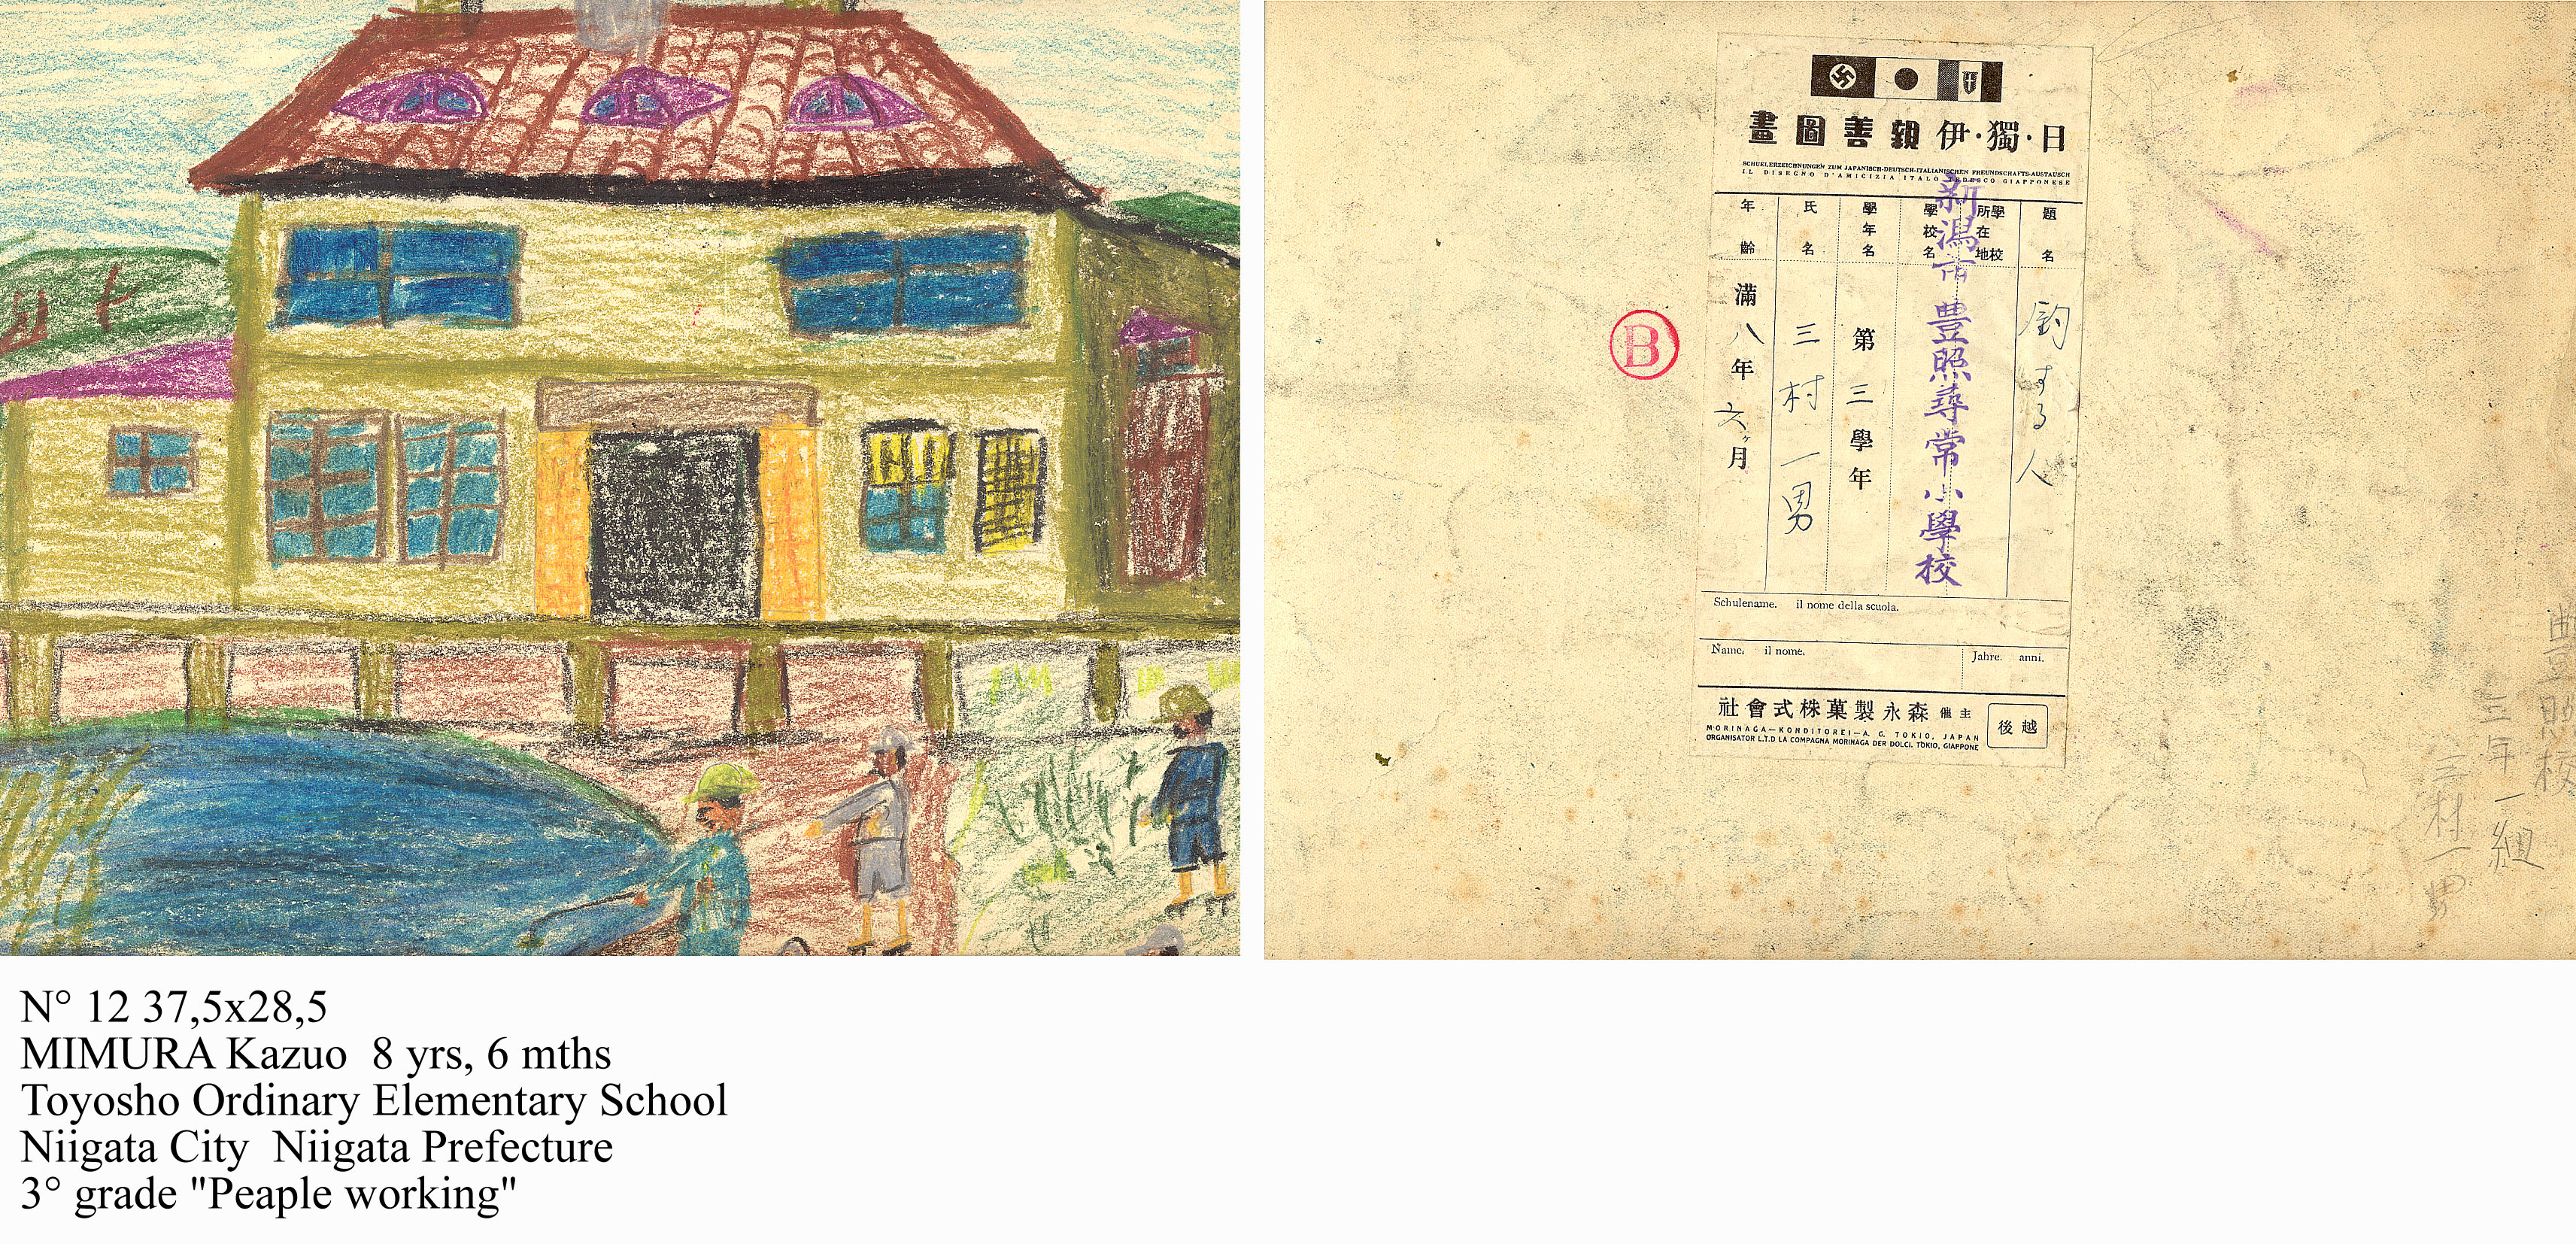 日・獨・伊親善圖畫
SCHUELERZEICHNUNGEN ZUM JAPANISCH-DEUTSCH-ITALIANISCHEN FREUNDSCHAFTS-AUSTAUSCH
IL DISEGNO D'AMICIZIA ITALO TEDESCO GIAPPONESE
題名
釣する人
學校所在地
學校名
新潟市豊照尋常小學校
學年名
第三學年
氏名
三村一男
年齡
滿八年六ヶ月
Schulename. il nome della scuola.
Name. il nome.
Jahre. anni.
主催 森永製菓株式會社
MORINAGA—KONDITOREI—A. G. TOKIO, JAPAN
ORGANISATOR L.T.D LA COMPAGNA MORINAGA DER DOLCI. TOKIO, GIAPPONE
越後
B
豊照校
三年一組
三村一男
N° 12 37,5x28,5
MIMURA Kazuo 8 yrs, 6 mths
Toyosho Ordinary Elementary School
Niigata City Niigata Prefecture
3° grade "Peaple working"